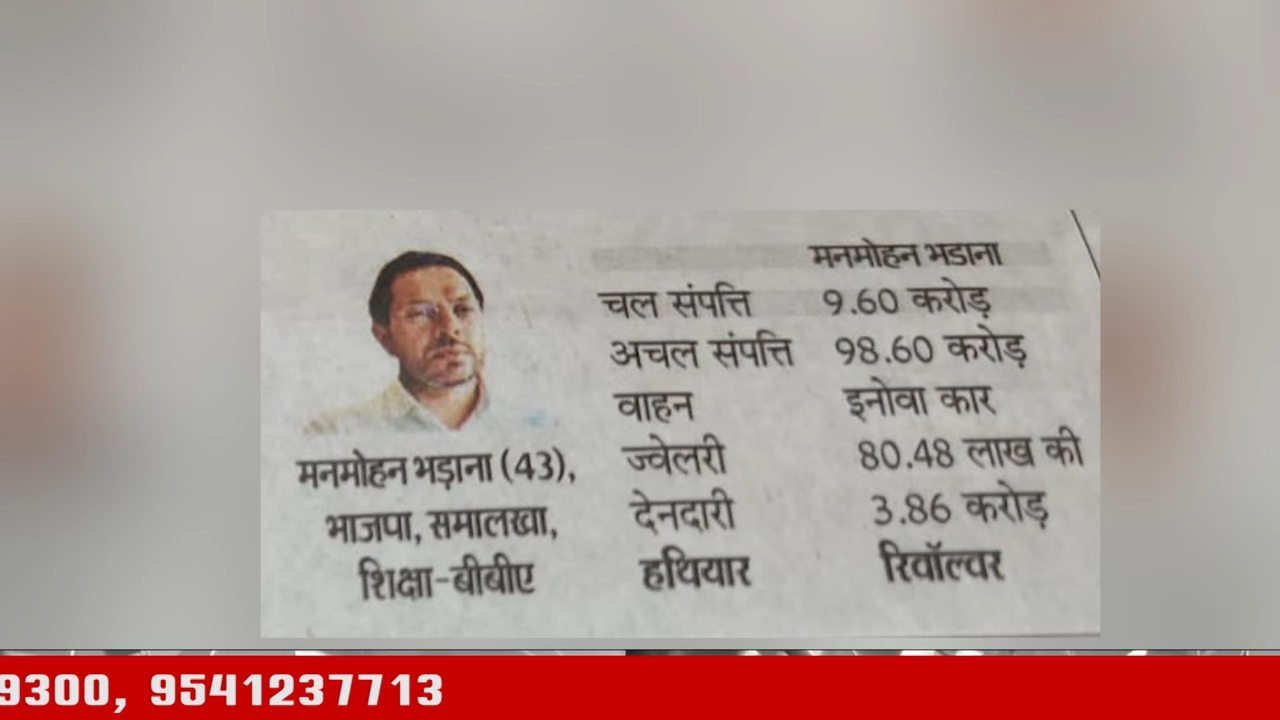 मनमोहन भडाना
चल संपत्ति 9.60 करोड़
अचल संपत्ति 98.60 करोड़
वाहन इनोवा कार
ज्वेलरी 80.48 लाख की
देनदारी 3.86 करोड़
हथियार रिवॉल्वर
मनमोहन भड़ाना (43),
भाजपा, समालखा,
शिक्षा-बीबीए
9300, 9541237713